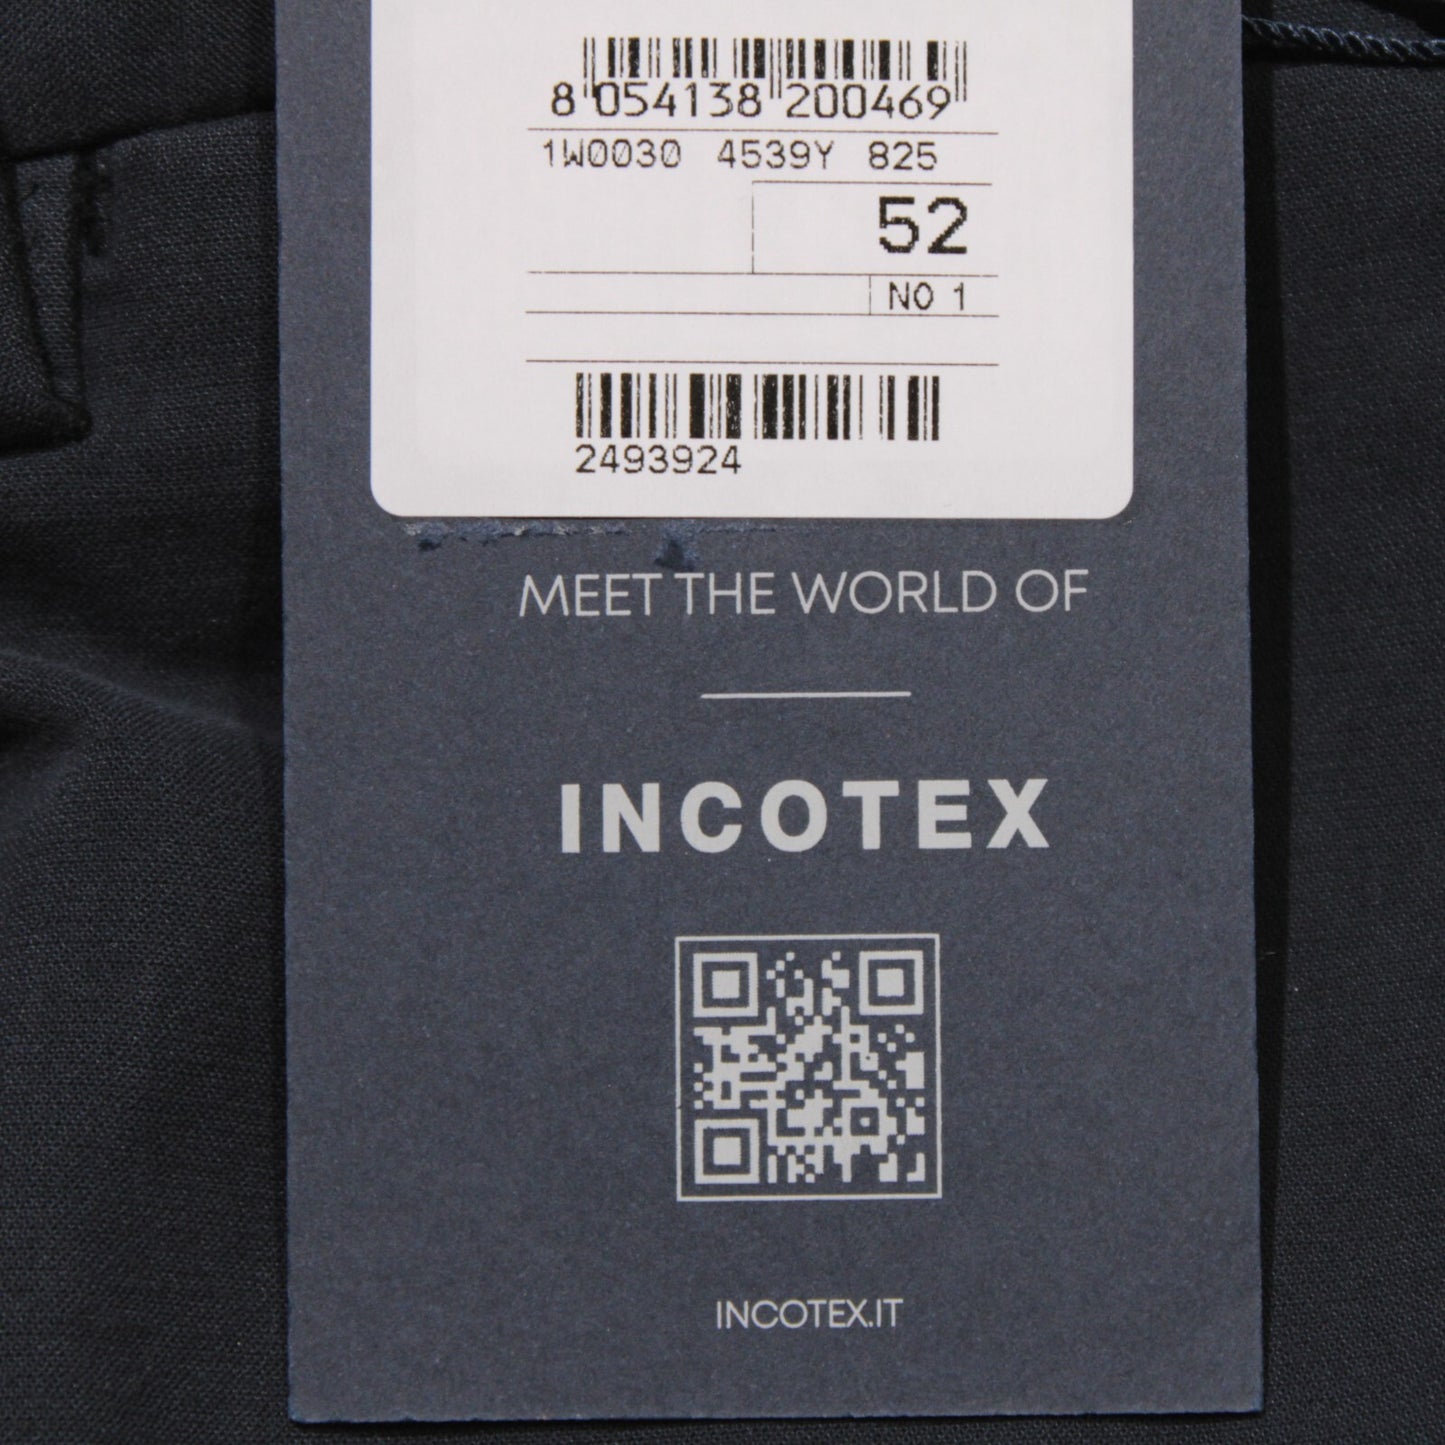 8 054138 200469
1W0030 4539Y 825
52
NO 1
2493924
MEET THE WORLD OF
INCOTEX
INCOTEX.IT